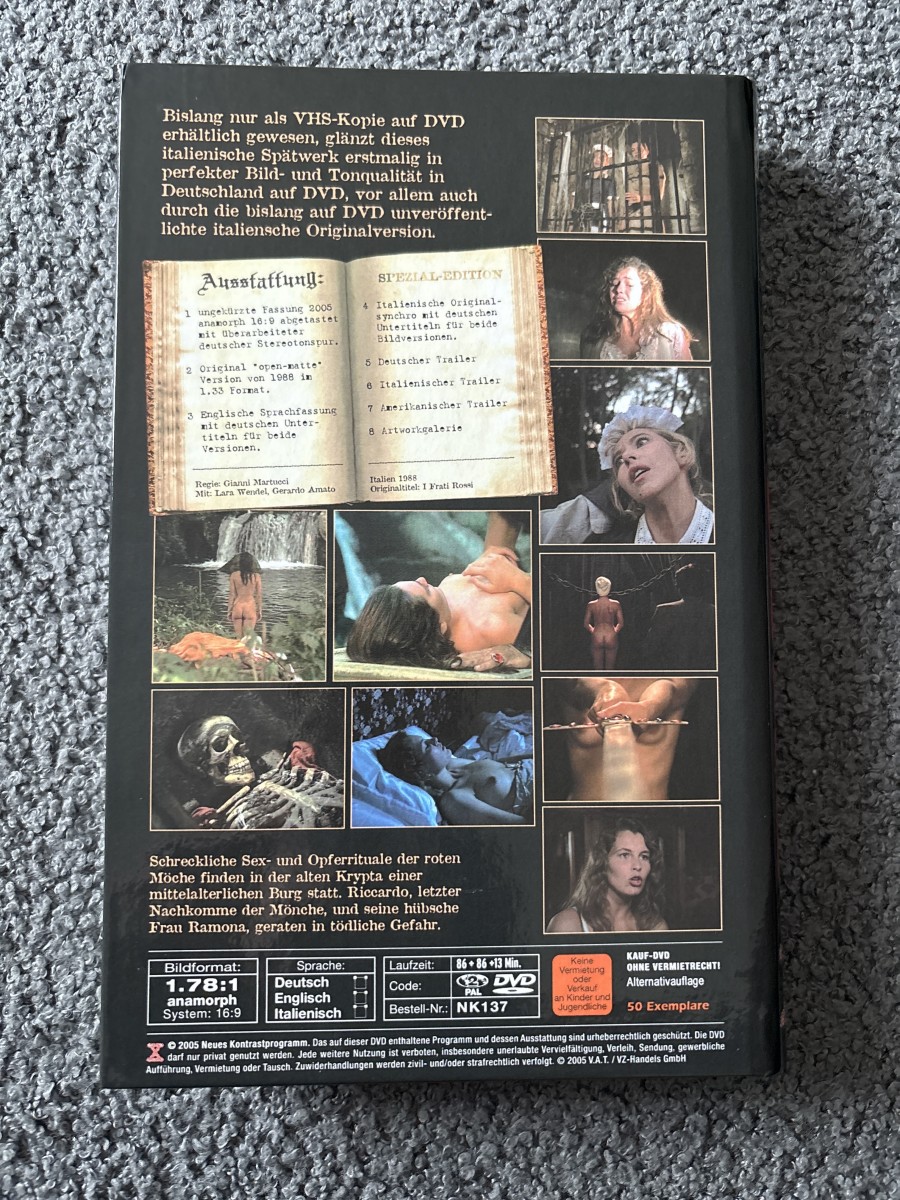 Bislang nur als VHS-Kopie auf DVD
erhältlich gewesen, glänzt dieses
italienische Spätwerk erstmalig in
perfekter Bild- und Tonqualität in
Deutschland auf DVD, vor allem auch
durch die bislang auf DVD unveröffent-
lichte italiensche Originalversion.
Ausstattung:
1 ungekürzte Fassung 2005
anamorph 16:9 abgetastet
mit überarbeiteter
deutscher Stereotonspur.
2 Original "open-matte"
Version von 1988 im
1.33 Format.
3 Englische Sprachfassung
mit deutschen Unter-
titeln für beide
Versionen.
Regie: Gianni Martucci
Mit: Lara Wendel, Gerardo Amato
SPEZIAL-EDITION
4 Italienische Original-
synchro mit deutschen
Untertiteln für beide
Bildversionen.
5 Deutscher Trailer
6 Italienischer Trailer
7 Amerikanischer Trailer
8 Artworkgalerie
Italien 1988
Originaltitel: I Frati Rossi
Schreckliche Sex- und Opferrituale der roten
Möche finden in der alten Krypta einer
mittelalterlichen Burg statt. Riccardo, letzter
Nachkomme der Mönche, und seine hübsche
Frau Ramona, geraten in tödliche Gefahr.
Bildformat:
1.78:1
anamorph
System: 16:9
Sprache:
Deutsch
Englisch
Italienisch
Laufzeit: 86 + 86 +13 Min.
Code: 2 PAL DVD VIDEO
Bestell-Nr.: NK137
Keine
Vermietung
oder
Verkauf
an Kinder und
Jugendliche
KAUF-DVD
OHNE VERMIETRECHT!
Alternativauflage
50 Exemplare
© 2005 Neues Kontrastprogramm. Das auf dieser DVD enthaltene Programm und dessen Ausstattung sind urheberrechtlich geschützt. Die DVD
darf nur privat genutzt werden. Jede weitere Nutzung ist verboten, insbesondere unerlaubte Vervielfältigung, Verleih, Sendung, gewerbliche
Aufführung, Vermietung oder Tausch. Zuwiderhandlungen werden zivil- und/oder strafrechtlich verfolgt. © 2005 V.A.T. / VZ-Handels GmbH